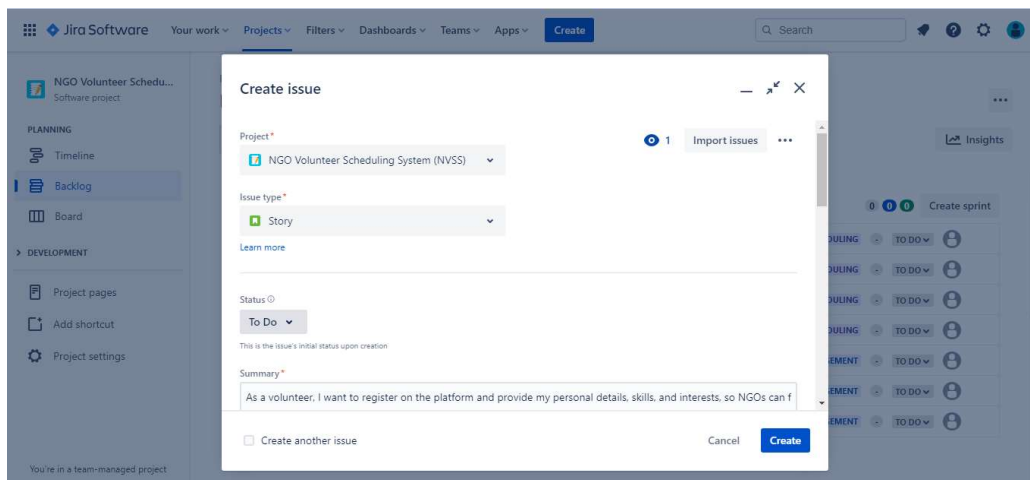 Jira Software Your work Projects Filters Dashboards Teams Apps Create Search
NGO Volunteer Schedu...
Software project
PLANNING
Timeline
Backlog
Board
DEVELOPMENT
Project pages
Add shortcut
Project settings
You're in a team-managed project
Create issue
Project*
1 Import issues
NGO Volunteer Scheduling System (NVSS)
Issue type*
Story
Learn more
Status
To Do
This is the issue's initial status upon creation
Summary*
As a volunteer, I want to register on the platform and provide my personal details, skills, and interests, so NGOs can f
Create another issue
Cancel Create
Insights
0 0 0 Create sprint
DULING - TO DO
DULING - TO DO
DULING - TO DO
DULING - TO DO
EMENT - TO DO
EMENT - TO DO
EMENT - TO DO